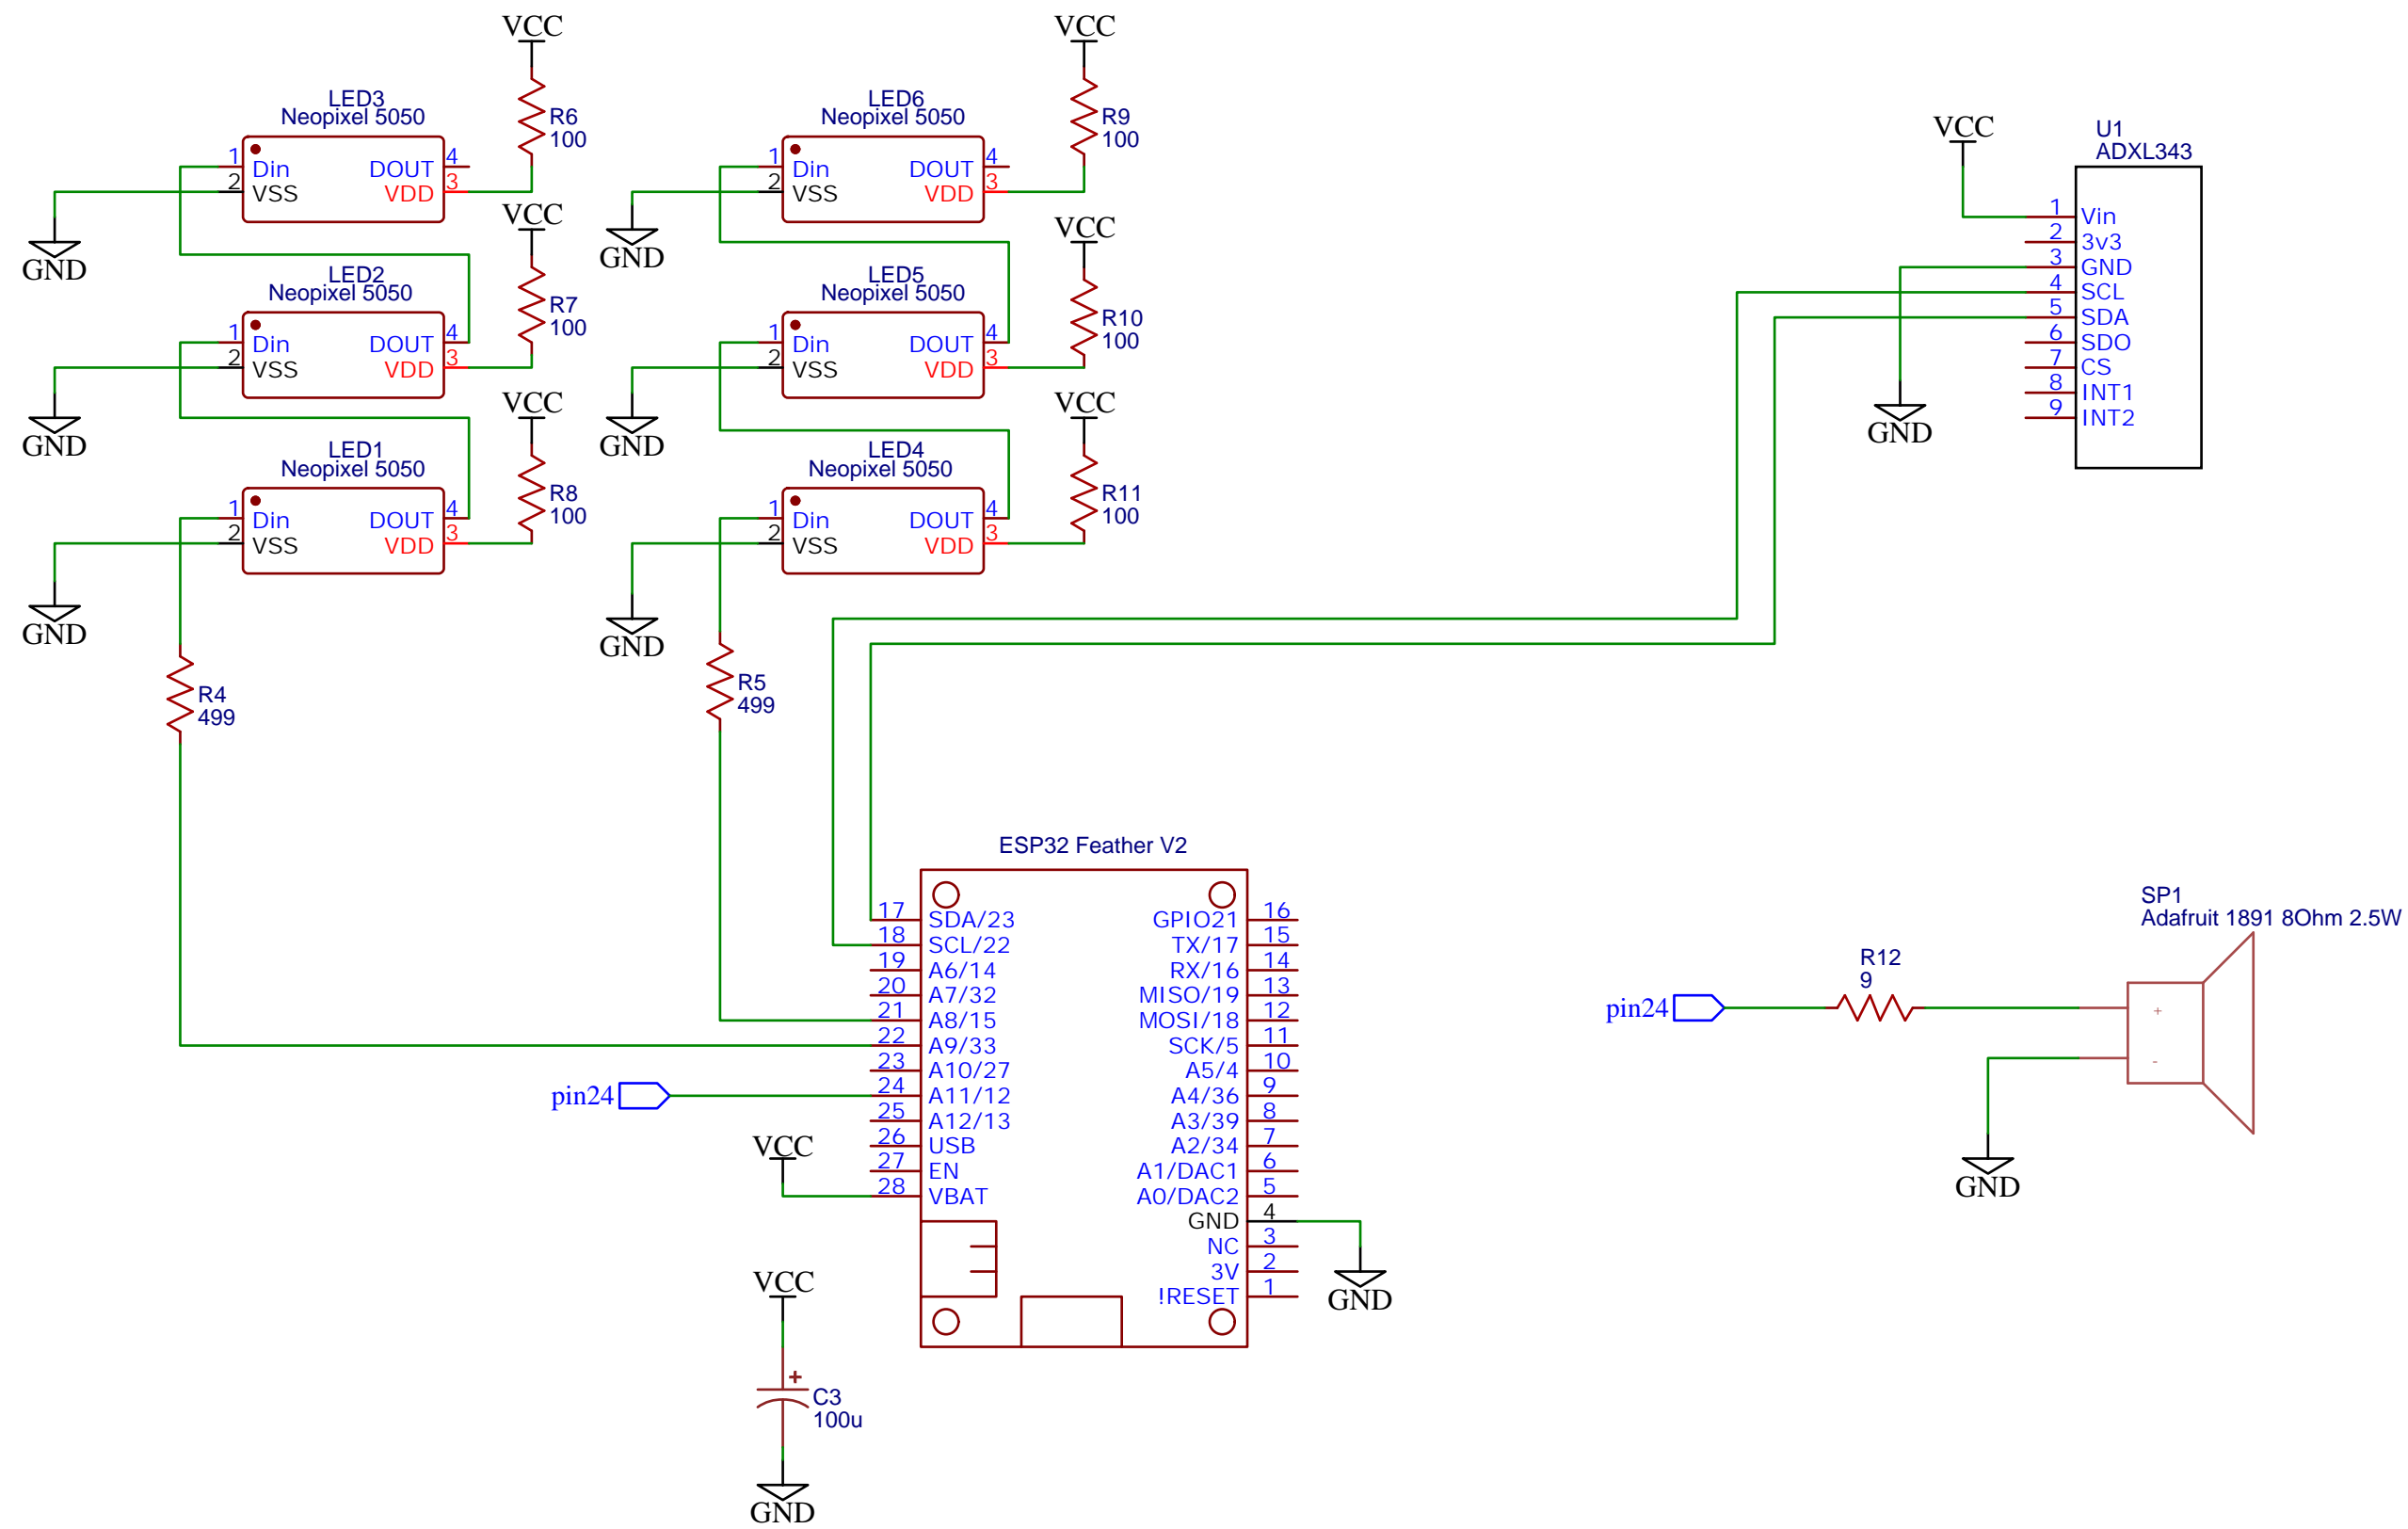 VCC
LED3
Neopixel 5050
R6
100
1
Din
DOUT
4
2
VSS
VDD
3
GND
VCC
LED2
Neopixel 5050
R7
100
1
Din
DOUT
4
2
VSS
VDD
3
GND
VCC
LED1
Neopixel 5050
R8
100
1
Din
DOUT
4
2
VSS
VDD
3
GND
R4
499
VCC
LED6
Neopixel 5050
R9
100
1
Din
DOUT
4
2
VSS
VDD
3
GND
VCC
LED5
Neopixel 5050
R10
100
1
Din
DOUT
4
2
VSS
VDD
3
GND
VCC
LED4
Neopixel 5050
R11
100
1
Din
DOUT
4
2
VSS
VDD
3
GND
R5
499
VCC
U1
ADXL343
1 Vin
2 3v3
3 GND
4 SCL
5 SDA
6 SDO
7 CS
8 INT1
9 INT2
GND
ESP32 Feather V2
17 SDA/23
18 SCL/22
19 A6/14
20 A7/32
21 A8/15
22 A9/33
23 A10/27
24 A11/12
25 A12/13
26 USB
27 EN
28 VBAT
GPIO21 16
TX/17 15
RX/16 14
MISO/19 13
MOSI/18 12
SCK/5 11
A5/4 10
A4/36 9
A3/39 8
A2/34 7
A1/DAC1 6
A0/DAC2 5
GND 4
NC 3
3V 2
!RESET 1
pin24
VCC
GND
VCC
+
C3
100u
GND
SP1
Adafruit 1891 8Ohm 2.5W
R12
9
pin24
+
-
GND